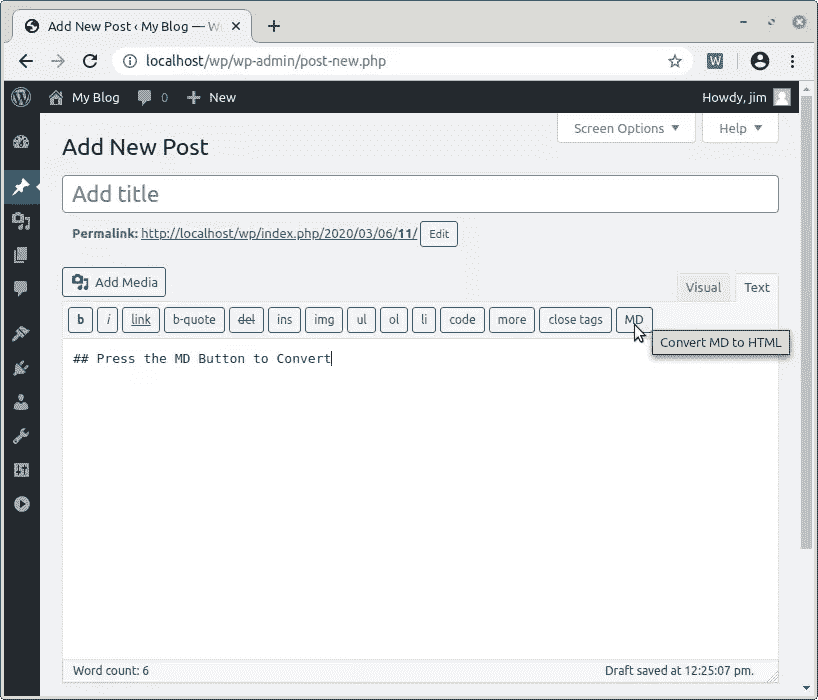 Add New Post ‹ My Blog — W
localhost/wp/wp-admin/post-new.php
W
My Blog 0 New Howdy, jim
Screen Options Help
Add New Post
Add title
Permalink: http://localhost/wp/index.php/2020/03/06/11/ Edit
Add Media Visual Text
b i link b-quote del ins img ul ol li code more close tags MD
Convert MD to HTML
## Press the MD Button to Convert
Word count: 6 Draft saved at 12:25:07 pm.